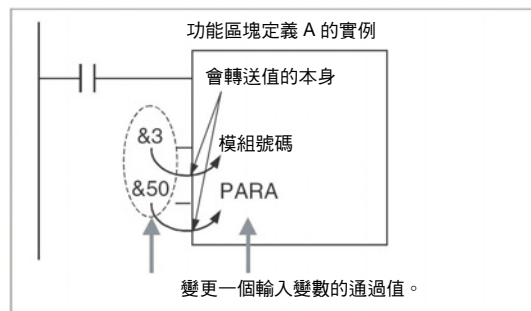 功能區塊定義 A 的實例
會轉送值的本身
&3
模組號碼
&50
PARA
變更一個輸入變數的通過值。